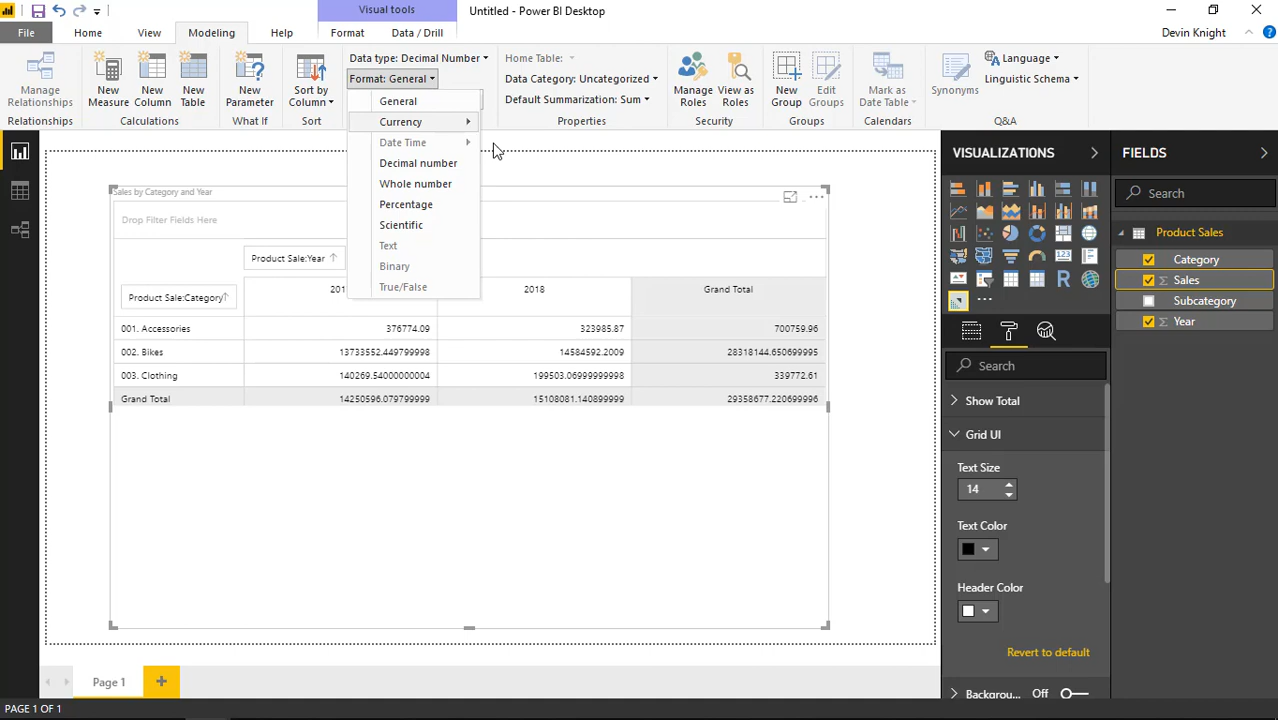 Visual tools
Untitled - Power BI Desktop
File
Home
View
Modeling
Help
Format
Data / Drill
Devin Knight
Manage
Relationships
Relationships
New
Measure
New
Column
New
Table
Calculations
New
Parameter
What If
Sort by
Column
Sort
Data type: Decimal Number
Format: General
General
Currency
Date Time
Decimal number
Whole number
Percentage
Scientific
Text
Binary
True/False
Home Table:
Data Category: Uncategorized
Default Summarization: Sum
Properties
Manage
Roles
View as
Roles
Security
New
Group
Edit
Groups
Groups
Mark as
Date Table
Calendars
Synonyms
Language
Linguistic Schema
Q&A
Sales by Category and Year
Drop Filter Fields Here
Product Sale:Year
Product Sale:Category
201
2018
Grand Total
001. Accessories
376774.09
323985.87
700759.96
002. Bikes
13733552.449799998
14584592.2009
28318144.650699995
003. Clothing
140269.54000000004
199503.06999999998
339772.61
Grand Total
14250596.079799999
15108081.140899999
29358677.220699996
VISUALIZATIONS
Search
Show Total
Grid UI
Text Size
14
Text Color
Header Color
Revert to default
Backgrou...
Off
FIELDS
Search
Product Sales
Category
Sales
Subcategory
Year
Page 1
PAGE 1 OF 1